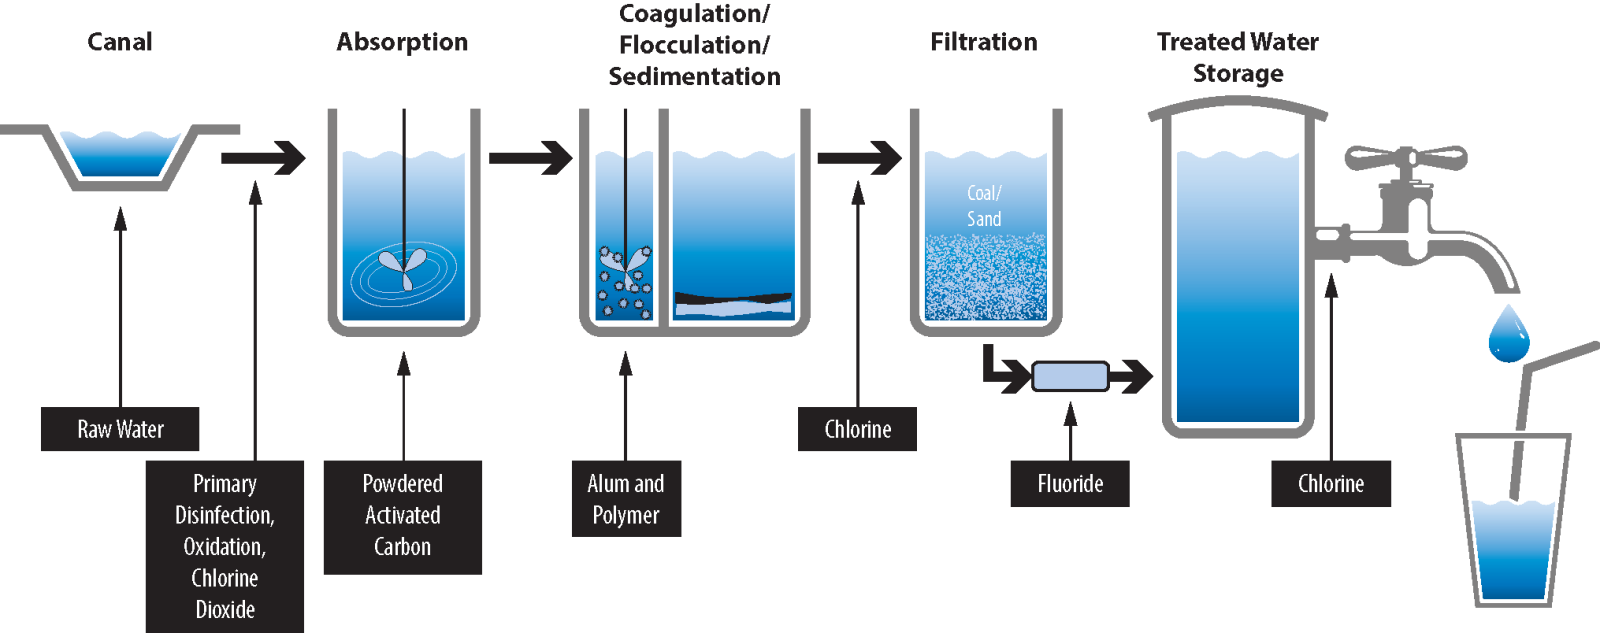 Canal
Absorption
Coagulation/
Flocculation/
Sedimentation
Filtration
Treated Water
Storage
Coal/
Sand
Raw Water
Primary
Disinfection,
Oxidation,
Chlorine
Dioxide
Powdered
Activated
Carbon
Alum and
Polymer
Chlorine
Fluoride
Chlorine